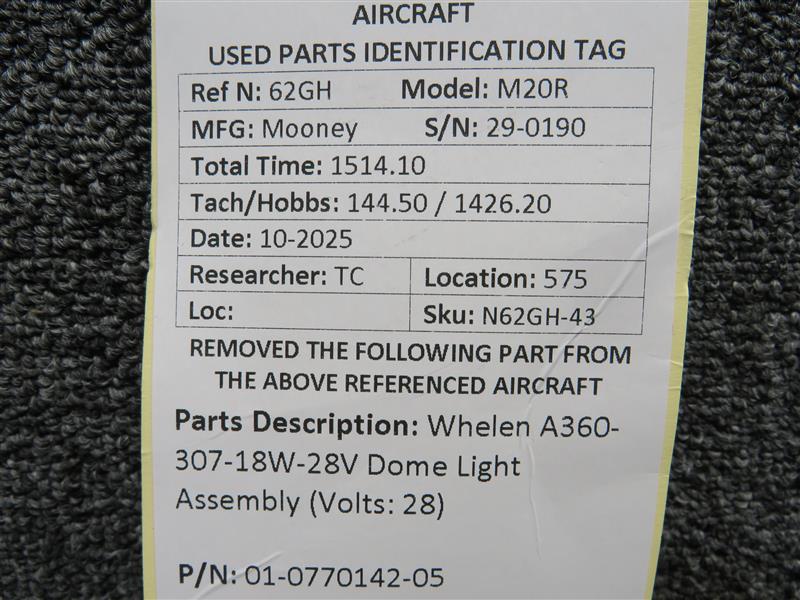 AIRCRAFT
USED PARTS IDENTIFICATION TAG
Ref N: 62GH Model: M20R
MFG: Mooney S/N: 29-0190
Total Time: 1514.10
Tach/Hobbs: 144.50 / 1426.20
Date: 10-2025
Researcher: TC Location: 575
Loc: Sku: N62GH-43
REMOVED THE FOLLOWING PART FROM
THE ABOVE REFERENCED AIRCRAFT
Parts Description: Whelen A360-
307-18W-28V Dome Light
Assembly (Volts: 28)
P/N: 01-0770142-05